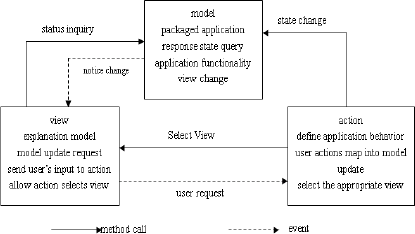 model
packaged application
response state query
application functionality
view change
status inquiry
state change
notice change
view
explanation model
model update request
send user's input to action
allow action selects view
Select View
user request
action
define application behavior
user actions map into model
update
select the appropriate view
method call
event